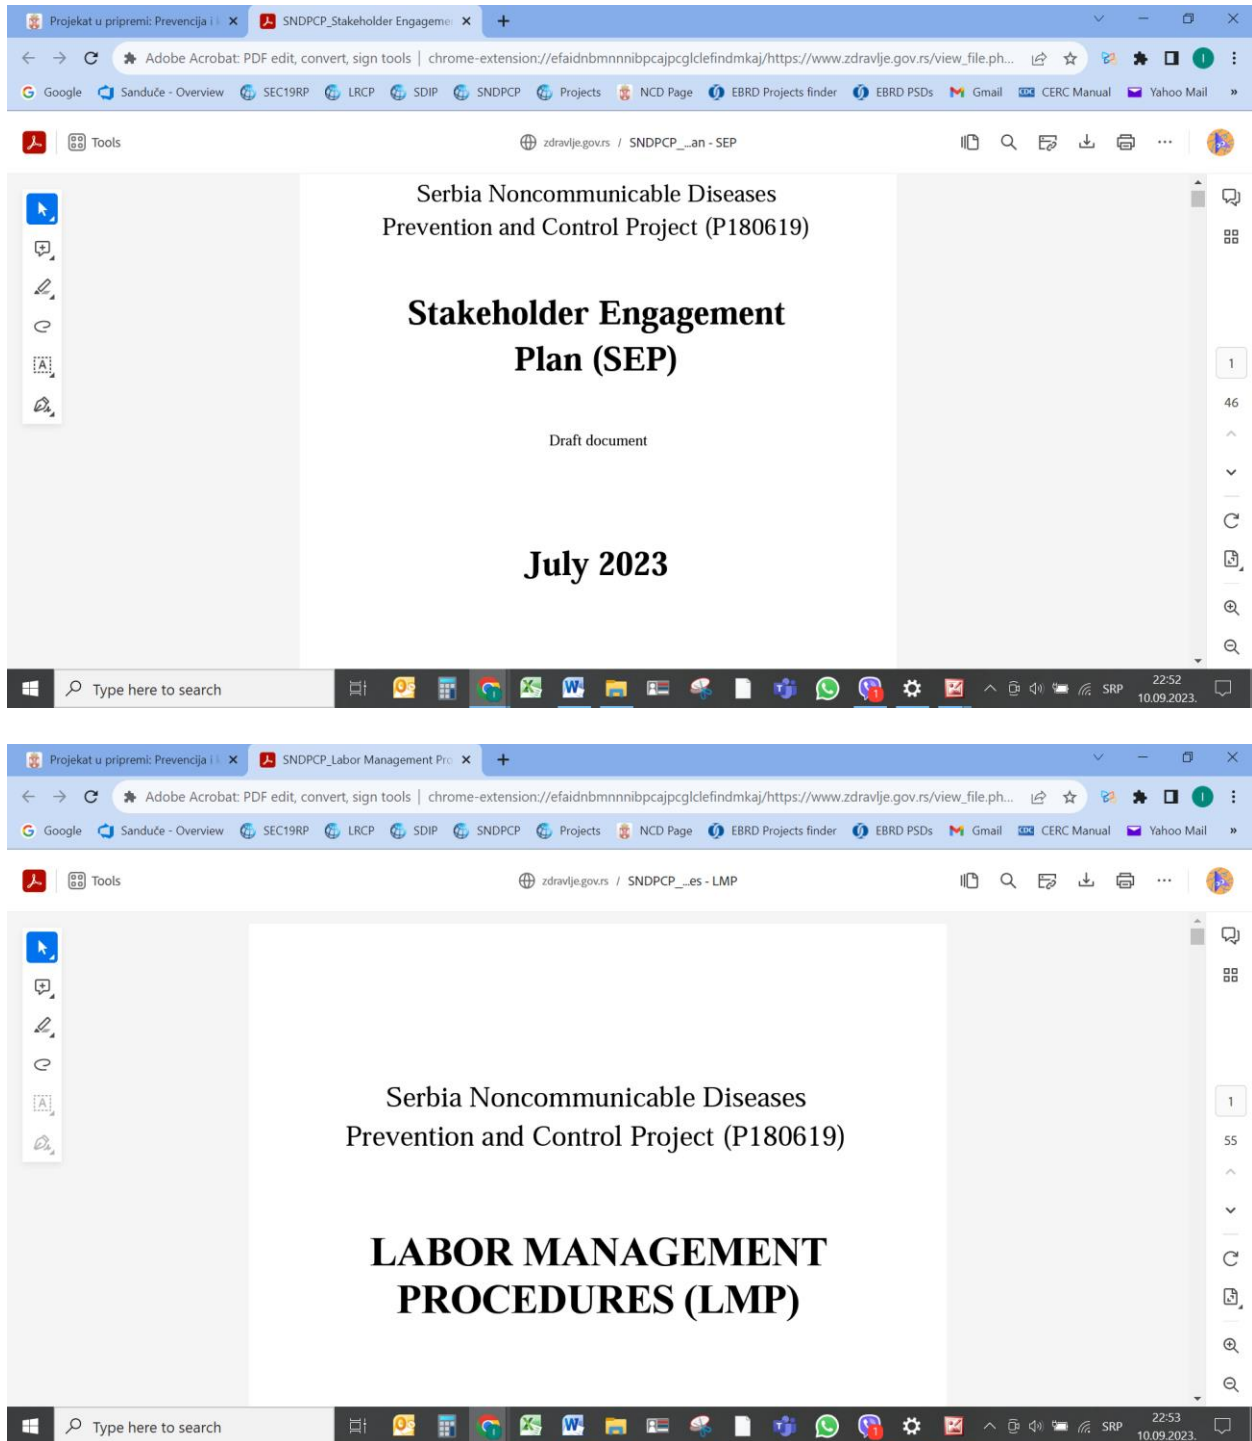 Projekat u pripremi: Prevencija i SNDPCP_Stakeholder Engageme
Adobe Acrobat: PDF edit, convert, sign tools | chrome-extension://efaidnbmnnnibpcajpcglclefindmkaj/https://www.zdravlje.gov.rs/view_file.ph...
Google Sanduče - Overview SEC19RP LRCP SDIP SNDPCP Projects NCD Page EBRD Projects finder EBRD PSDs Gmail CERC Manual Yahoo Mail »
Tools zdravlje.gov.rs / SNDPCP_...an - SEP
Serbia Noncommunicable Diseases
Prevention and Control Project (P180619)
Stakeholder Engagement
Plan (SEP)
1
46
Draft document
July 2023
Type here to search SRP 22:52
10.09.2023.
Projekat u pripremi: Prevencija i SNDPCP_Labor Management Pro
Adobe Acrobat: PDF edit, convert, sign tools | chrome-extension://efaidnbmnnnibpcajpcglclefindmkaj/https://www.zdravlje.gov.rs/view_file.ph...
Google Sanduče - Overview SEC19RP LRCP SDIP SNDPCP Projects NCD Page EBRD Projects finder EBRD PSDs Gmail CERC Manual Yahoo Mail »
Tools zdravlje.gov.rs / SNDPCP_...es - LMP
Serbia Noncommunicable Diseases
Prevention and Control Project (P180619)
1
55
LABOR MANAGEMENT
PROCEDURES (LMP)
Type here to search SRP 22:53
10.09.2023.